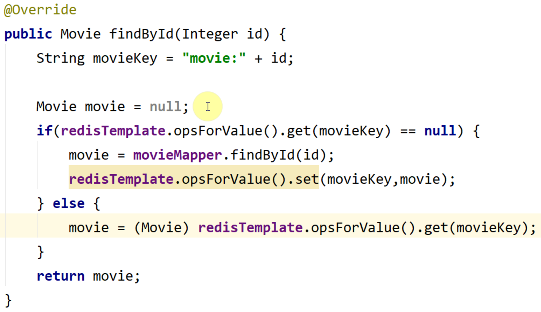 @Override
public Movie findById(Integer id) {
    String movieKey = "movie:" + id;
    Movie movie = null;
    if(redisTemplate.opsForValue().get(movieKey) == null) {
        movie = movieMapper.findById(id);
        redisTemplate.opsForValue().set(movieKey,movie);
    } else {
        movie = (Movie) redisTemplate.opsForValue().get(movieKey);
    }
    return movie;
}